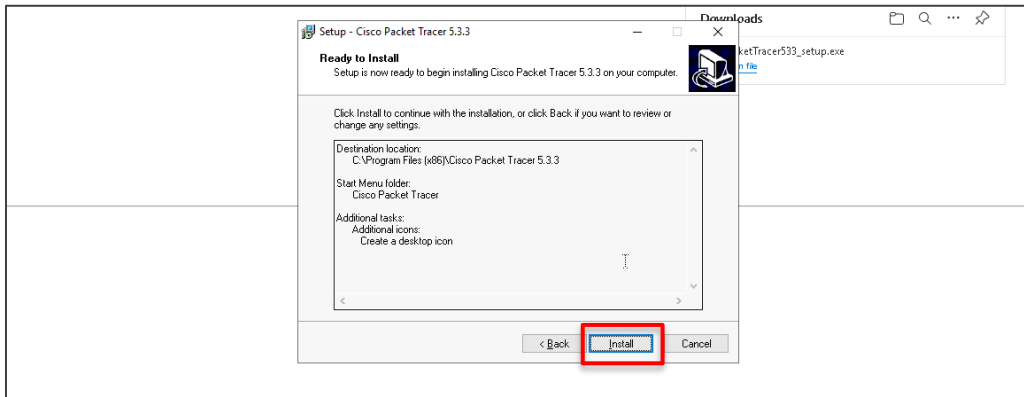 Setup - Cisco Packet Tracer 5.3.3
Ready to Install
Setup is now ready to begin installing Cisco Packet Tracer 5.3.3 on your computer.
Click Install to continue with the installation, or click Back if you want to review or
change any settings.
Destination location:
C:\Program Files (x86)\Cisco Packet Tracer 5.3.3
Start Menu folder:
Cisco Packet Tracer
Additional tasks:
Additional icons:
Create a desktop icon
< Back
Install
Cancel
Downloads
ketTracer533_setup.exe
n file